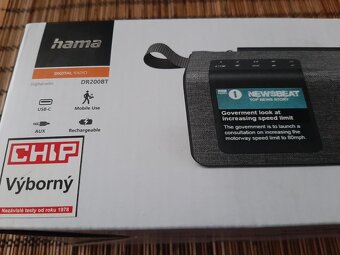 hama
DIGITAL RADIO
DR200BT
USB-C
Mobile Use
AUX
Rechargeable
CHIP
Výborný
Nezávislé testy od roku 1978
1
NEWSBEAT
TOP NEWS STORY
Goverment look at
increasing speed limit
The government is to launch a
consultation on increasing the
motorway speed limit to 80mph.